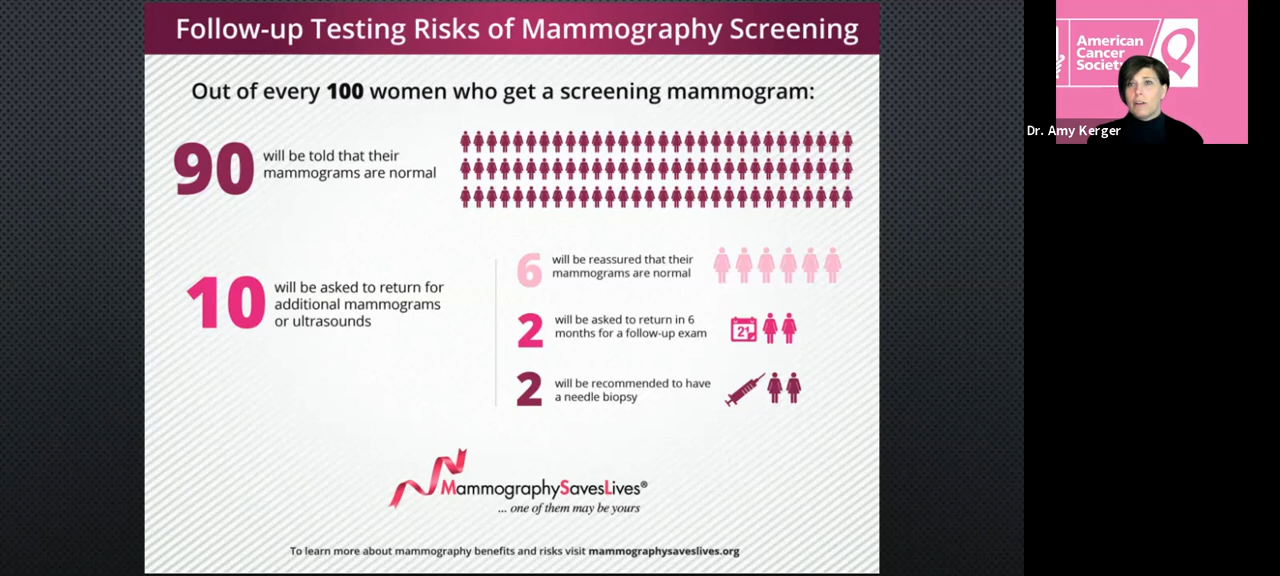 Follow-up Testing Risks of Mammography Screening
Out of every 100 women who get a screening mammogram:
90
will be told that their
mammograms are normal
10
will be asked to return for
additional mammograms
or ultrasounds
6
will be reassured that their
mammograms are normal
2
will be asked to return in 6
months for a follow-up exam
21
2
will be recommended to have
a needle biopsy
MammographySavesLives®
... one of them may be yours
To learn more about mammography benefits and risks visit mammographysaveslives.org
American
Cancer
Society
Dr. Amy Kerger